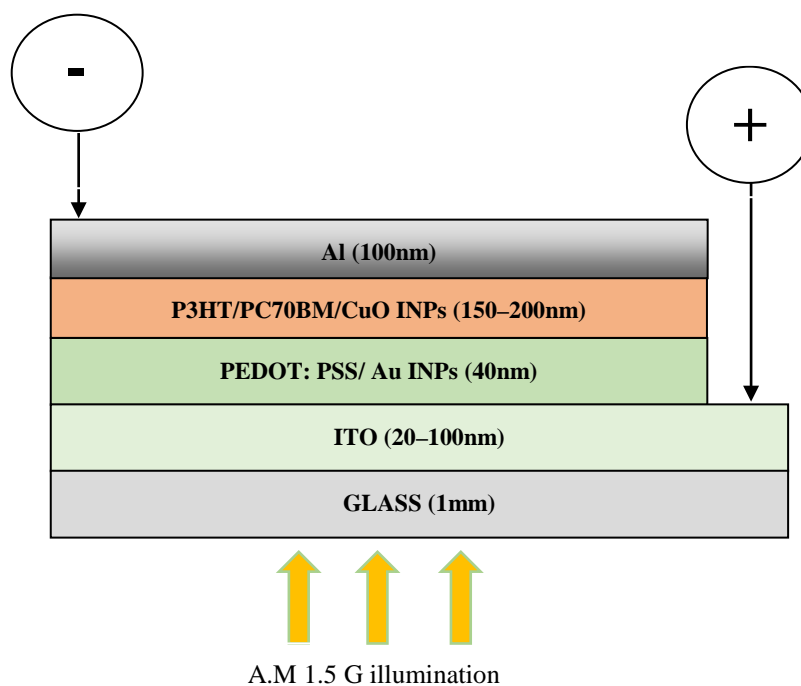 -
+
Al (100nm)
P3HT/PC70BM/CuO INPs (150–200nm)
PEDOT: PSS/ Au INPs (40nm)
ITO (20–100nm)
GLASS (1mm)
A.M 1.5 G illumination